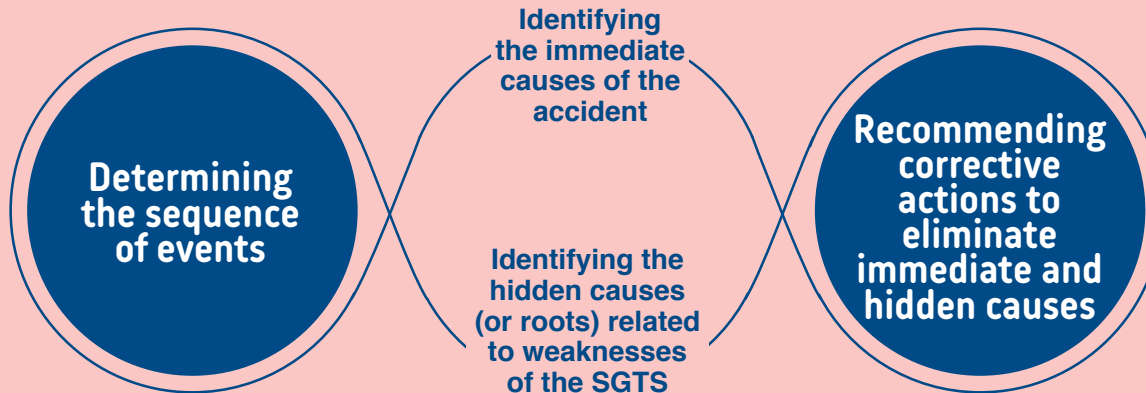 Determining
the sequence
of events
Identifying
the immediate
causes of the
accident
Identifying the
hidden causes
(or roots) related
to weaknesses
of the SGTS
Recommending
corrective
actions to
eliminate
immediate and
hidden causes